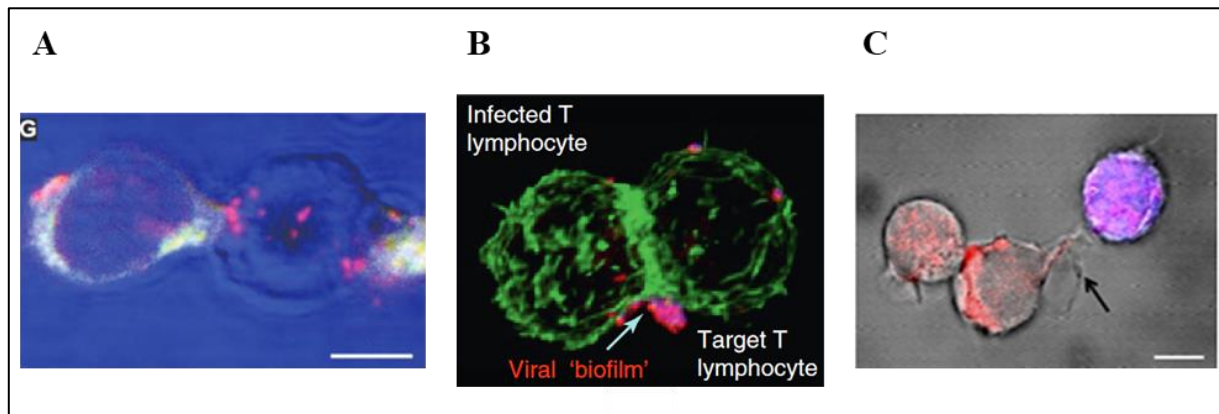 A
B
C
G
Infected T
lymphocyte
Target T
Viral 'biofilm' lymphocyte